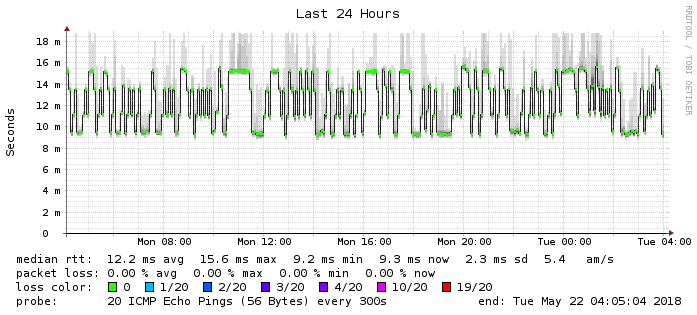 Last 24 Hours
RRDTOOL / TOBI OETIKER
Seconds
18 m
16 m
14 m
12 m
10 m
8 m
6 m
4 m
2 m
0
Mon 08:00 Mon 12:00 Mon 16:00 Mon 20:00 Tue 00:00 Tue 04:00
median rtt: 12.2 ms avg 15.6 ms max 9.2 ms min 9.3 ms now 2.3 ms sd 5.4 am/s
packet loss: 0.00 % avg 0.00 % max 0.00 % min 0.00 % now
loss color: 0 1/20 2/20 3/20 4/20 10/20 19/20
probe: 20 ICMP Echo Pings (56 Bytes) every 300s end: Tue May 22 04:05:04 2018